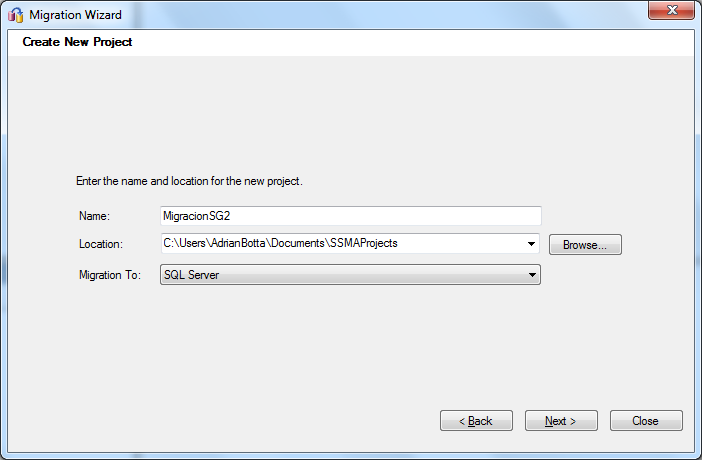 Migration Wizard
Create New Project
Enter the name and location for the new project.
Name: MigracionSG2
Location: C:\Users\AdrianBotta\Documents\SSMAProjects Browse...
Migration To: SQL Server
< Back Next > Close